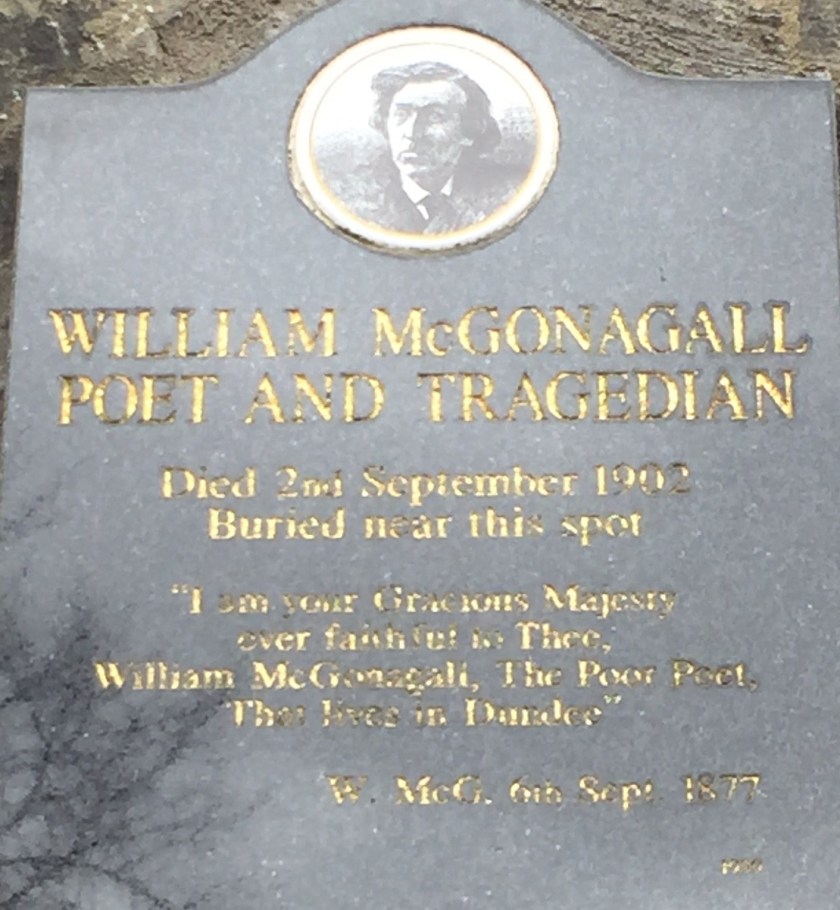 WILLIAM McGONAGALL
POET AND TRAGEDIAN
Died 2nd September 1902
Buried near this spot
"I am your Gracious Majesty
ever faithful to Thee,
William McGonagall, The Poor Poet,
That lives in Dundee"
W. McG. 6th Sept. 1877